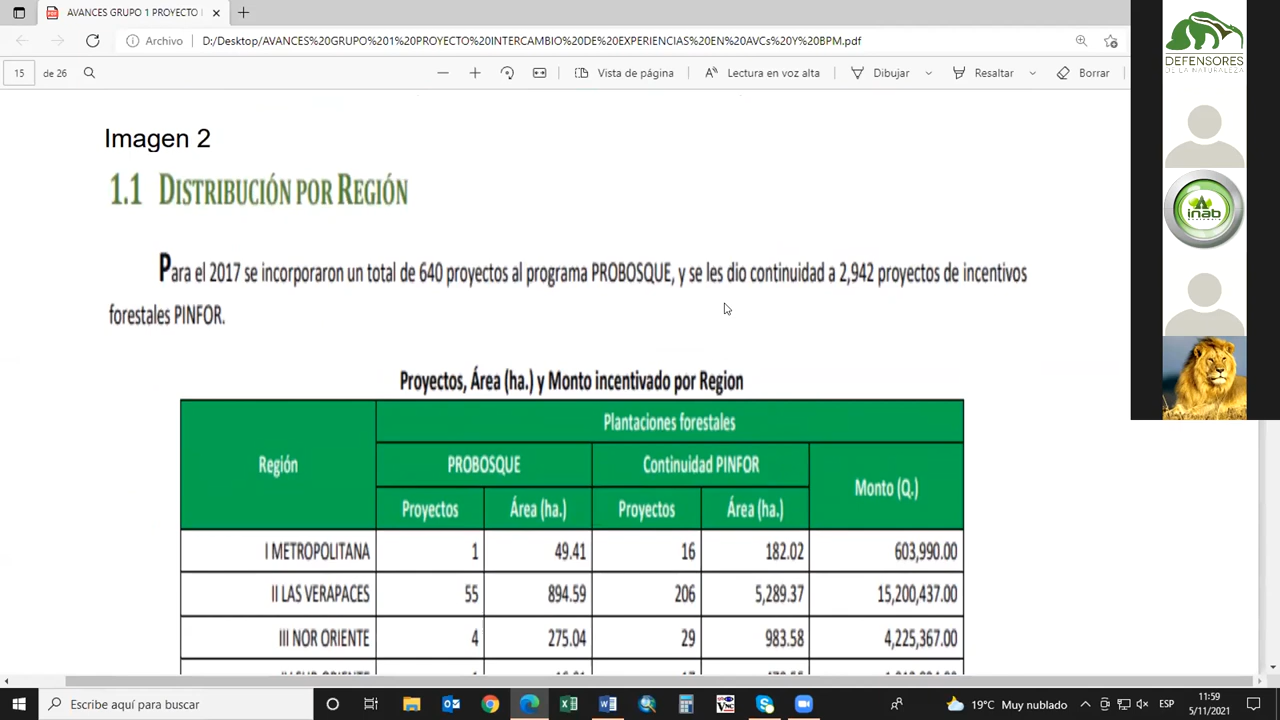 AVANCES GRUPO 1 PROYECTO
Archivo
D:/Desktop/AVANCES%20GRUPO%201%20PROYECTO%20INTERCAMBIO%20DE%20EXPERIENCIAS%20EN%20AVCs%20Y%20BPM.pdf
15 de 26
Vista de página
Lectura en voz alta
Dibujar
Resaltar
Borrar
DEFENSORES
DE LA NATURALEZA
inab
Imagen 2
1.1 DISTRIBUCIÓN POR REGIÓN
Para el 2017 se incorporaron un total de 640 proyectos al programa PROBOSQUE, y se les dio continuidad a 2,942 proyectos de incentivos
forestales PINFOR.
Proyectos, Área (ha.) y Monto incentivado por Region
Región
Plantaciones forestales
PROBOSQUE
Continuidad PINFOR
Monto (Q.)
Proyectos
Área (ha.)
Proyectos
Área (ha.)
I METROPOLITANA 1 49.41 16 182.02 603,990.00
II LAS VERAPACES 55 894.59 206 5,289.37 15,200,437.00
III NOR ORIENTE 4 275.04 29 983.58 4,225,367.00
Escribe aquí para buscar
19°C Muy nublado
ESP
11:59
5/11/2021